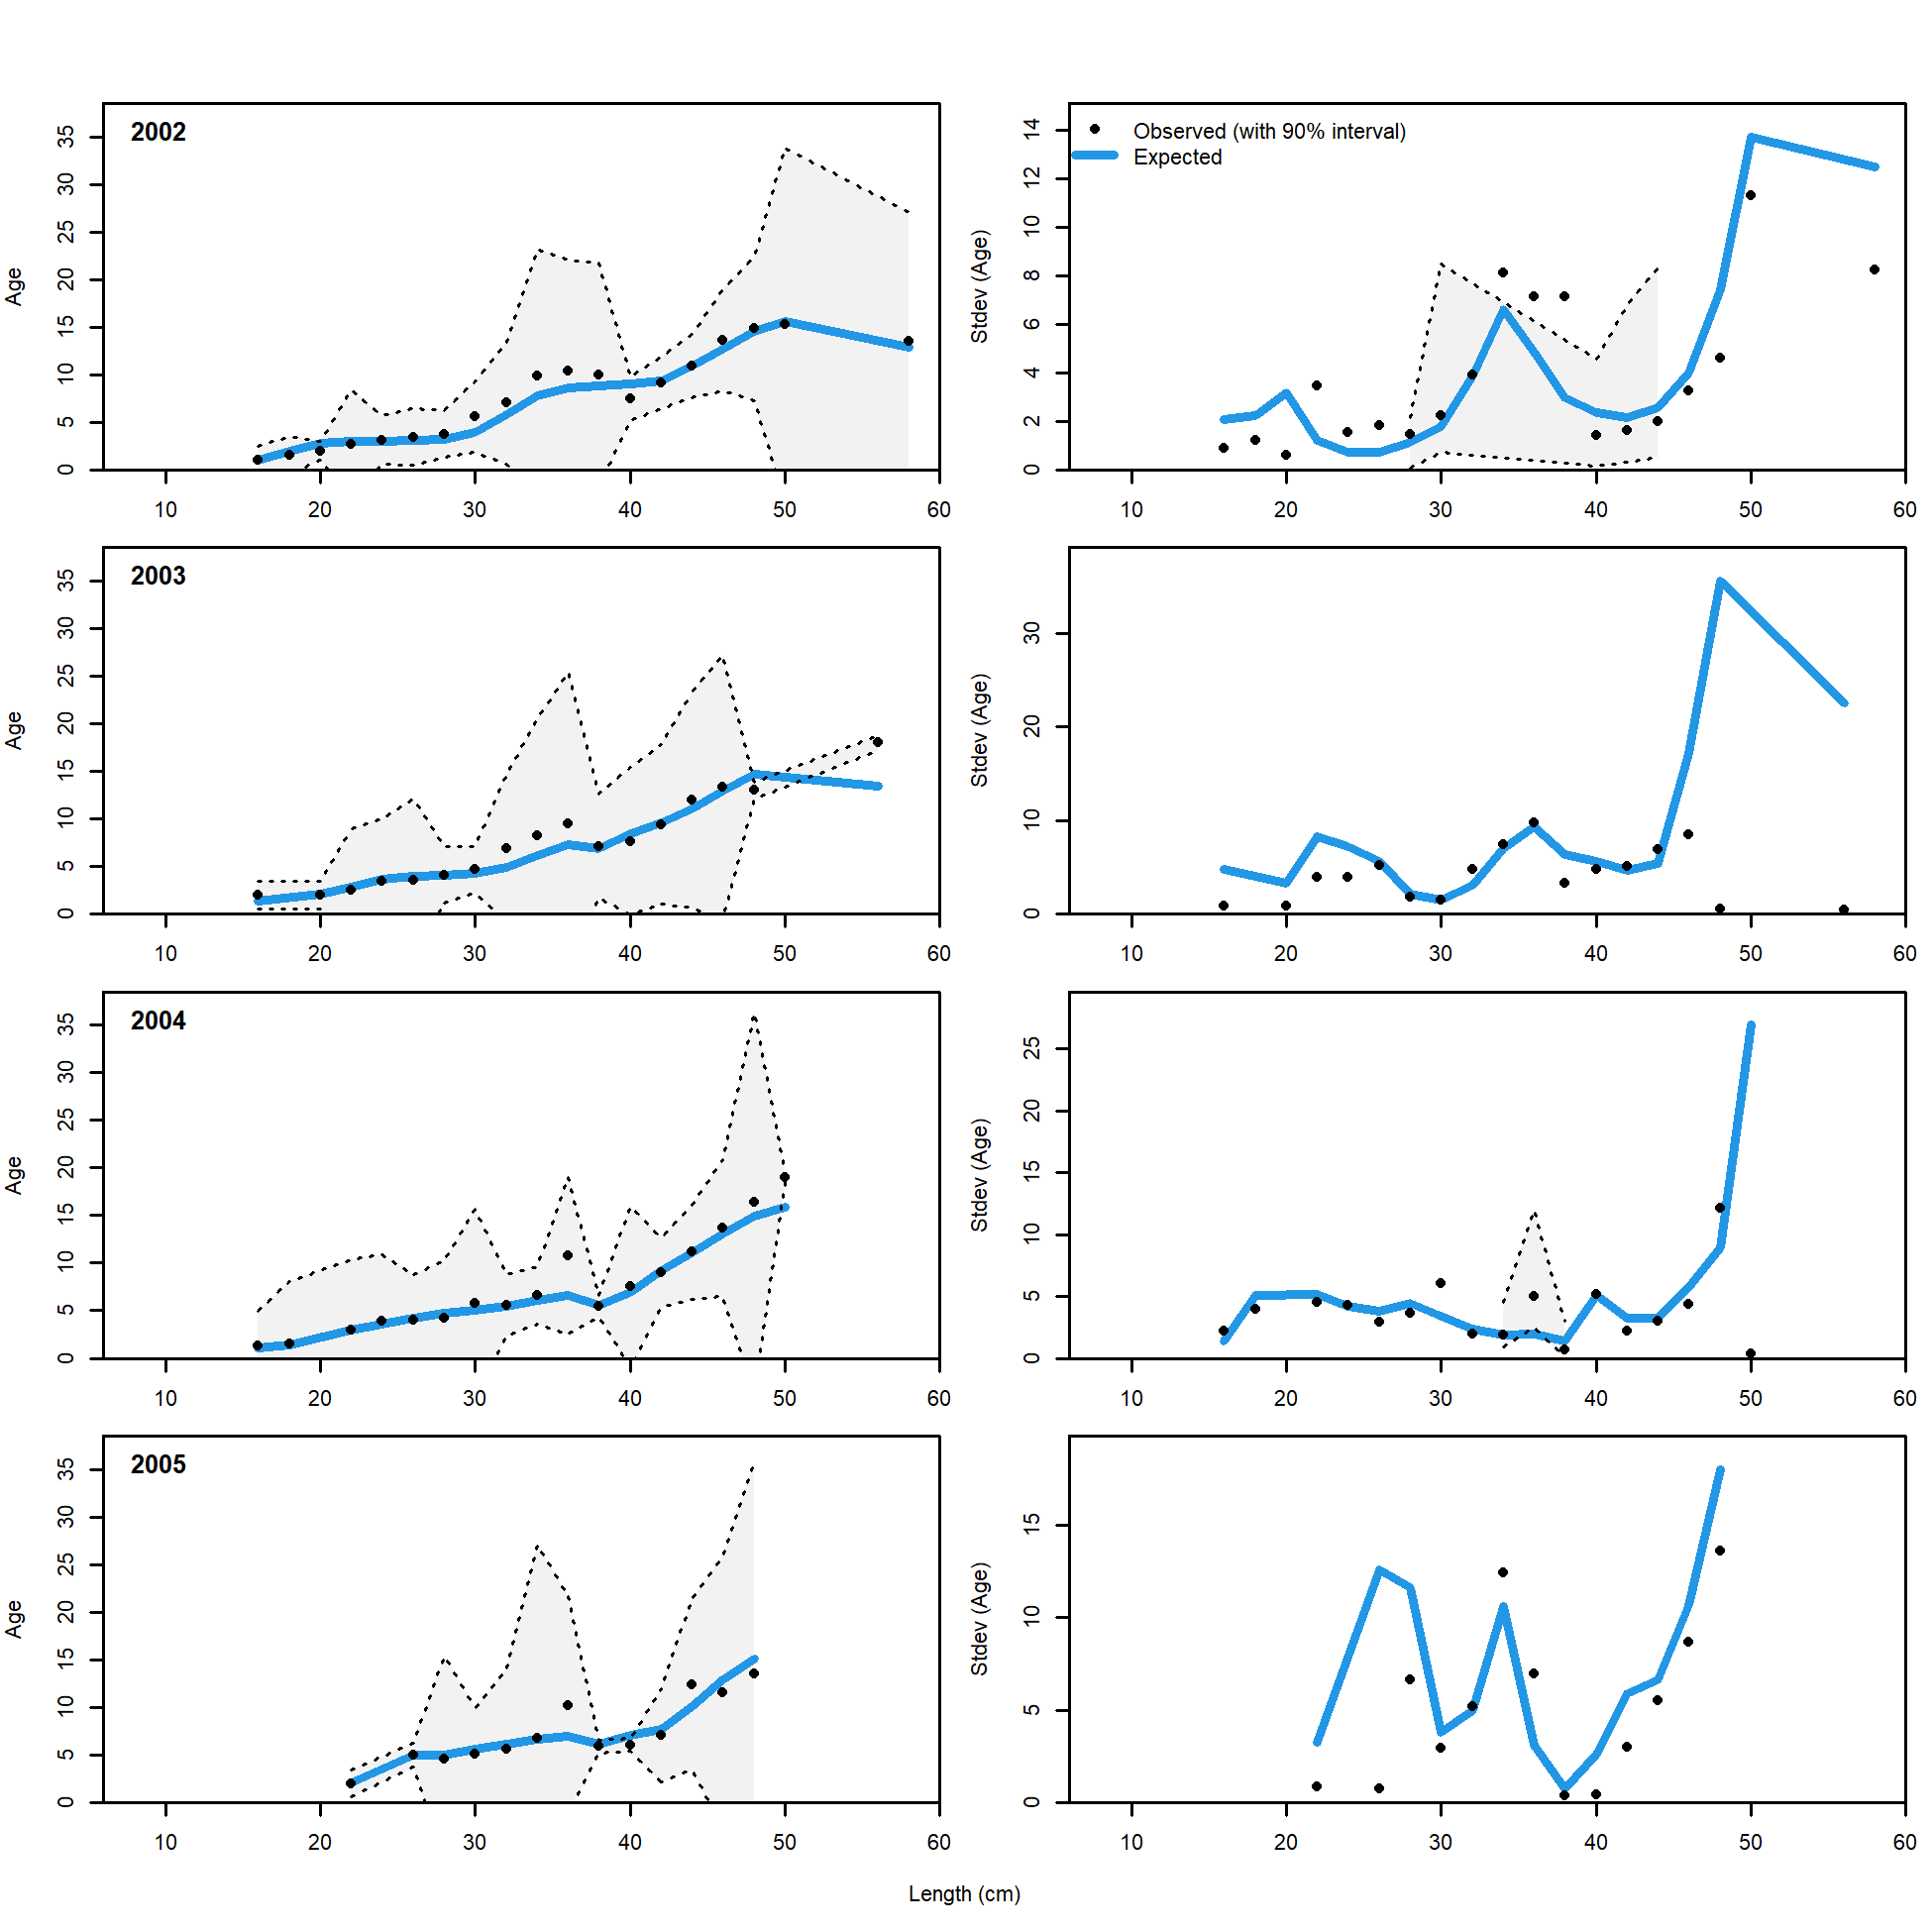 2002
Age
0 5 10 15 20 25 30 35
10 20 30 40 50 60
Observed (with 90% interval)
Expected
Stdev (Age)
0 2 4 6 8 10 12 14
10 20 30 40 50 60
2003
Age
0 5 10 15 20 25 30 35
10 20 30 40 50 60
Stdev (Age)
0 10 20 30
10 20 30 40 50 60
2004
Age
0 5 10 15 20 25 30 35
10 20 30 40 50 60
Stdev (Age)
0 5 10 15 20 25
10 20 30 40 50 60
2005
Age
0 5 10 15 20 25 30 35
10 20 30 40 50 60
Stdev (Age)
0 5 10 15
10 20 30 40 50 60
Length (cm)